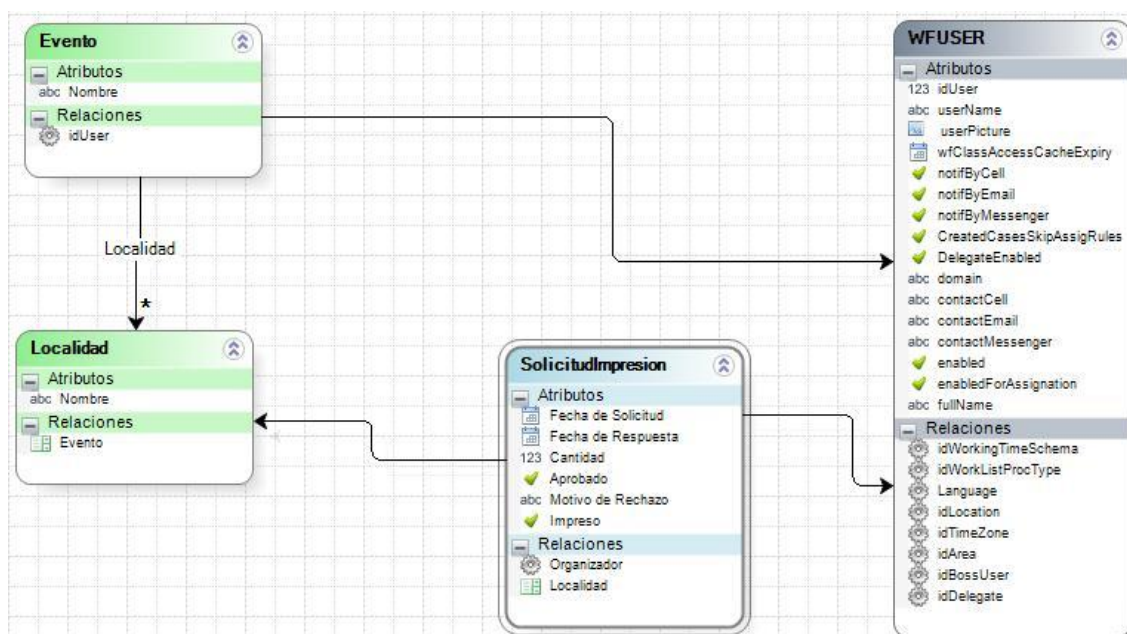 Evento
Atributos
abc Nombre
Relaciones
idUser
Localidad
*
Localidad
Atributos
abc Nombre
Relaciones
Evento
SolicitudImpresion
Atributos
Fecha de Solicitud
Fecha de Respuesta
123 Cantidad
Aprobado
abc Motivo de Rechazo
Impreso
Relaciones
Organizador
Localidad
WFUSER
Atributos
123 idUser
abc userName
userPicture
wfClassAccessCacheExpiry
notifByCell
notifByEmail
notifByMessenger
CreatedCasesSkipAssigRules
DelegateEnabled
abc domain
abc contactCell
abc contactEmail
abc contactMessenger
enabled
enabledForAssignation
abc fullName
Relaciones
idWorkingTimeSchema
idWorkListProcType
Language
idLocation
idTimeZone
idArea
idBossUser
idDelegate